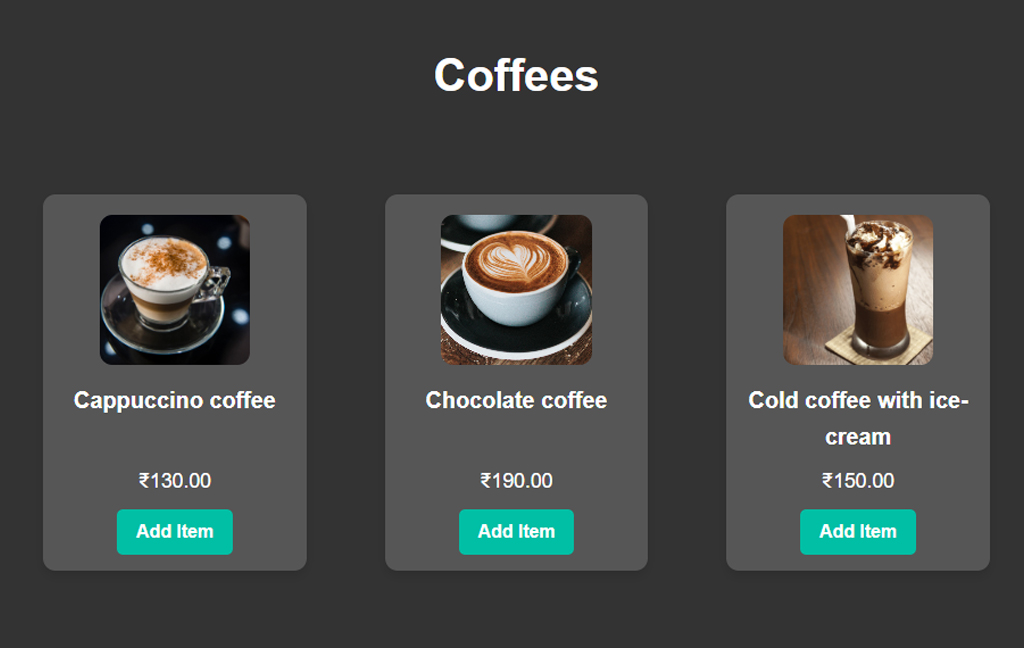 Coffees
Cappuccino coffee
₹130.00
Add Item
Chocolate coffee
₹190.00
Add Item
Cold coffee with ice-
cream
₹150.00
Add Item